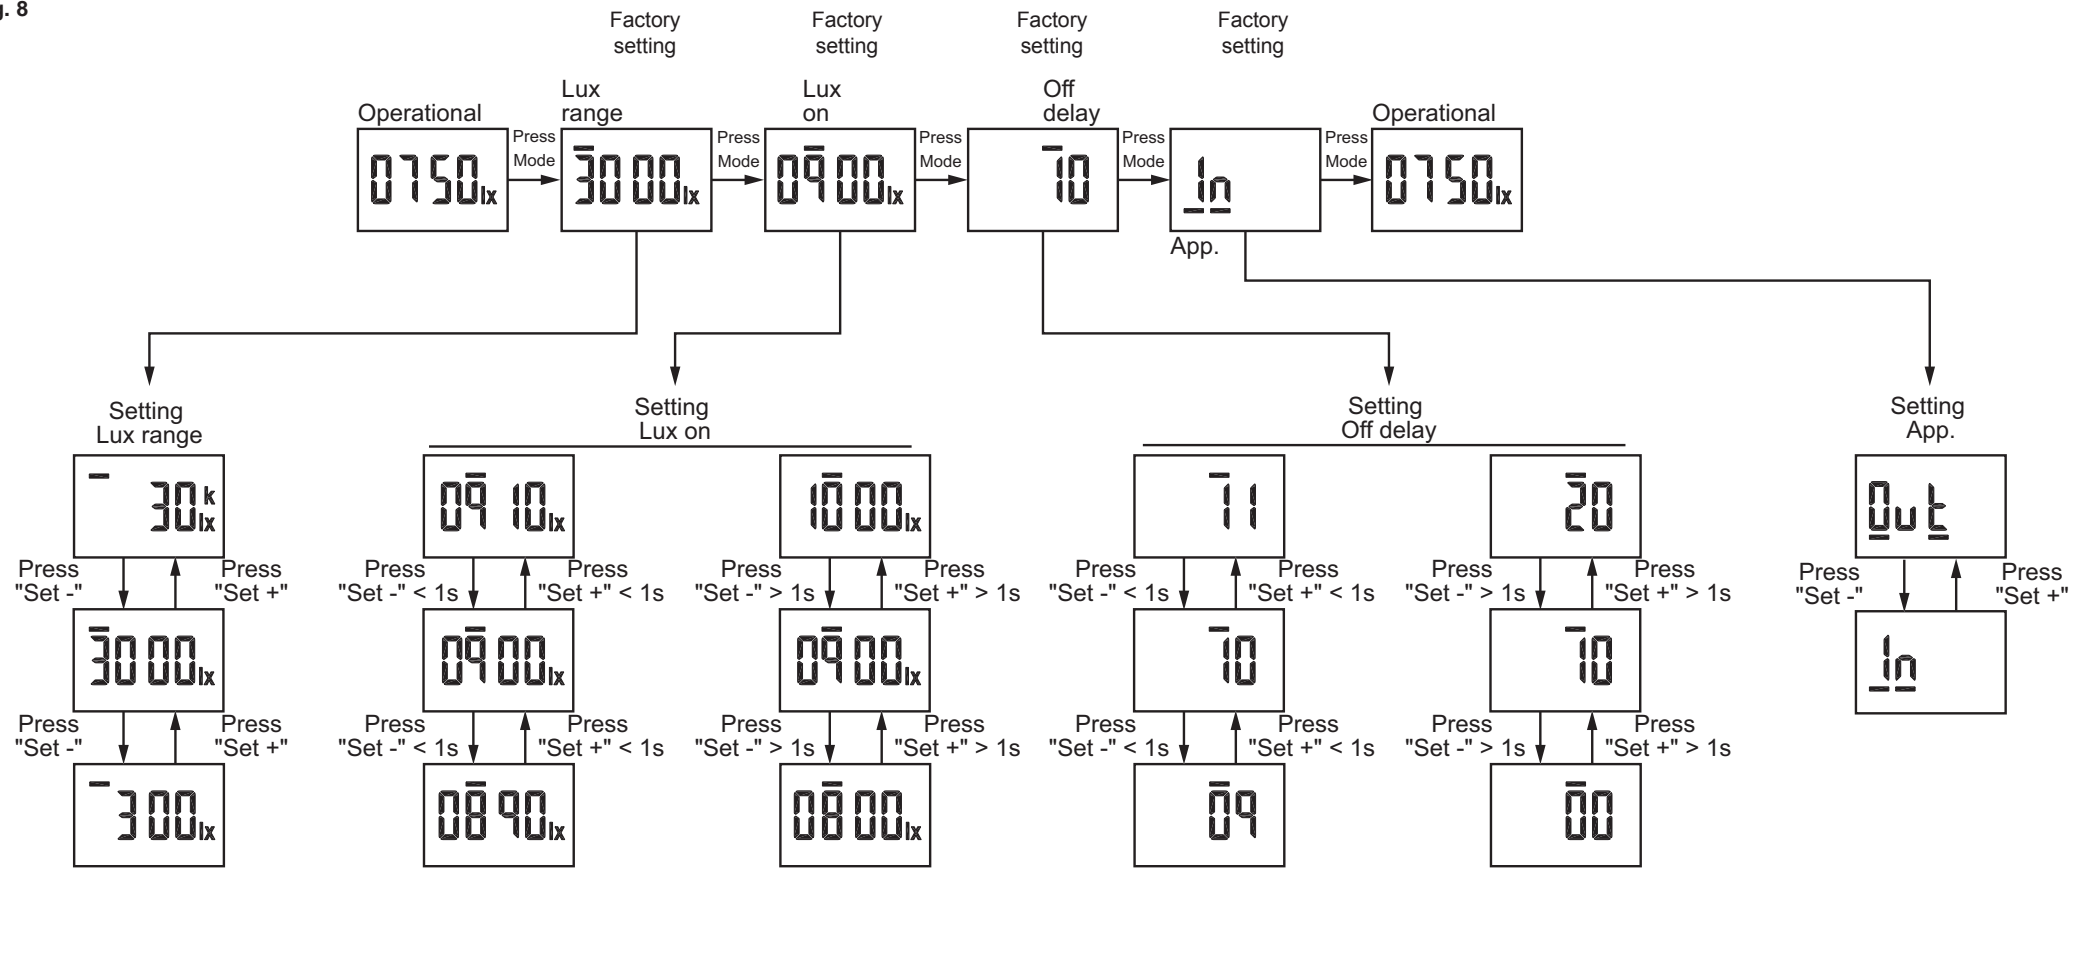 g. 8
Factory setting
Factory setting
Factory setting
Factory setting
Operational
Lux range
Lux on
Off delay
Operational
0750lx
Press Mode
3000lx
Press Mode
0900lx
Press Mode
10
Press Mode
In
Press Mode
0750lx
App.
Setting Lux range
Setting Lux on
Setting Off delay
Setting App.
30 k lx
0910lx
1000lx
11
20
Out
Press "Set -"
Press "Set +"
Press "Set -" < 1s
Press "Set +" < 1s
Press "Set -" > 1s
Press "Set +" > 1s
Press "Set -" < 1s
Press "Set +" < 1s
Press "Set -" > 1s
Press "Set +" > 1s
Press "Set -"
Press "Set +"
3000lx
0900lx
0900lx
10
10
In
Press "Set -"
Press "Set +"
Press "Set -" < 1s
Press "Set +" < 1s
Press "Set -" > 1s
Press "Set +" > 1s
Press "Set -" < 1s
Press "Set +" < 1s
Press "Set -" > 1s
Press "Set +" > 1s
300lx
0890lx
0800lx
09
00